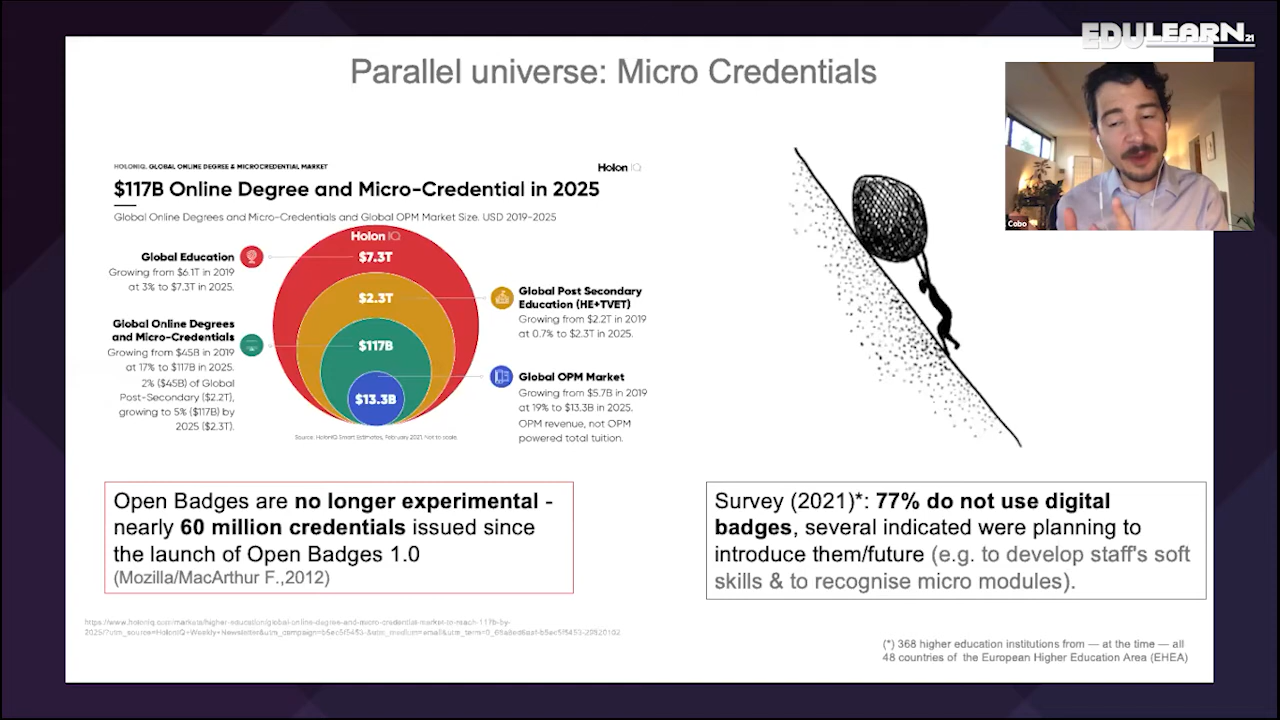 EDULEARN21
Parallel universe: Micro Credentials
Cobo
HOLONIQ. GLOBAL ONLINE DEGREE & MICROCREDENTIAL MARKET
Holon IQ
$117B Online Degree and Micro-Credential in 2025
Global Online Degrees and Micro-Credentials and Global OPM Market Size. USD 2019-2025
Holon IQ
$7.3T
$2.3T
$117B
$13.3B
Global Education
Growing from $6.1T in 2019
at 3% to $7.3T in 2025.
Global Online Degrees
and Micro-Credentials
Growing from $45B in 2019
at 17% to $117B in 2025.
2% ($45B) of Global
Post-Secondary ($2.2T),
growing to 5% ($117B) by
2025 ($2.3T).
Global Post Secondary
Education (HE+TVET)
Growing from $2.2T in 2019
at 0.7% to $2.3T in 2025.
Global OPM Market
Growing from $5.7B in 2019
at 19% to $13.3B in 2025.
OPM revenue, not OPM
powered total tuition.
Source: HolonIQ Smart Estimates, February 2021. Not to scale.
Open Badges are no longer experimental -
nearly 60 million credentials issued since
the launch of Open Badges 1.0
(Mozilla/MacArthur F.,2012)
Survey (2021)*: 77% do not use digital
badges, several indicated were planning to
introduce them/future (e.g. to develop staff's soft
skills & to recognise micro modules).
(*) 368 higher education institutions from — at the time — all
48 countries of the European Higher Education Area (EHEA)